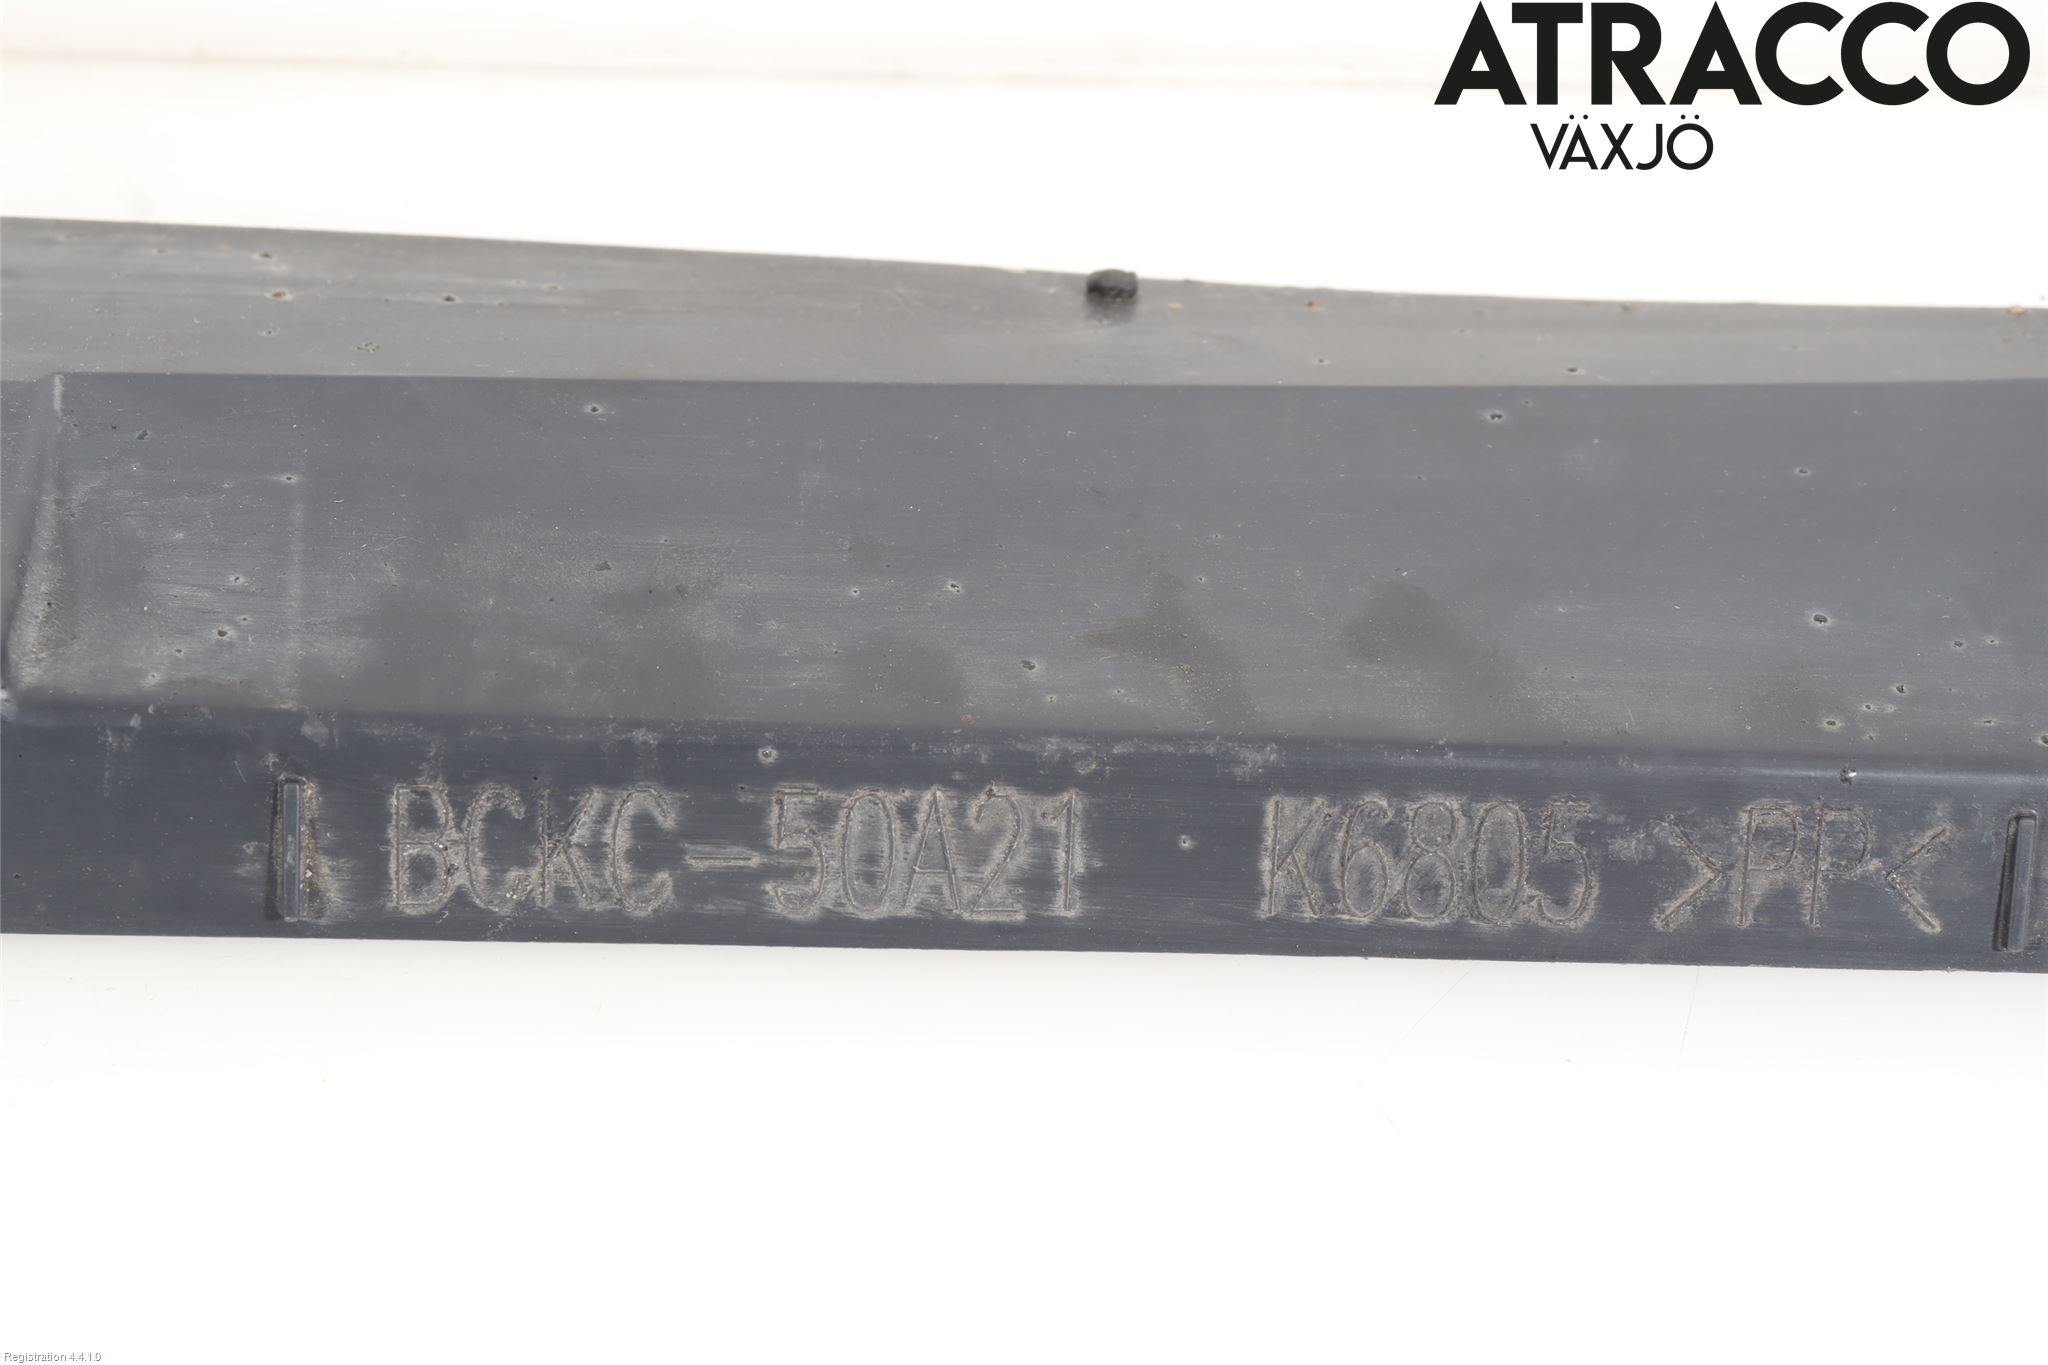 ATRACCO
VÄXJÖ
BCKC-50A21 K6805 >PP<
Registration 4.4.1.0